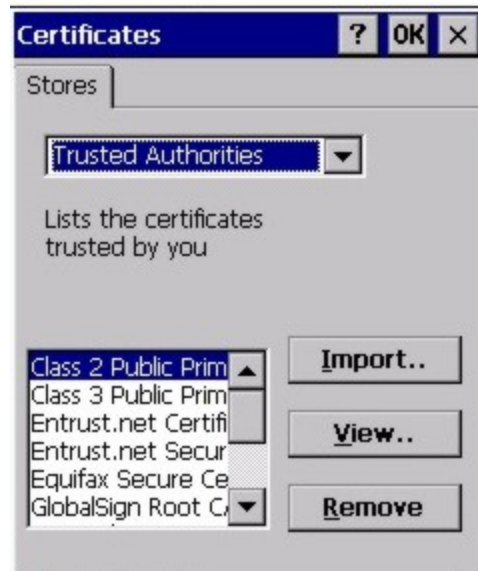 Certificates ? OK ×
Stores
Trusted Authorities
Lists the certificates
trusted by you
Class 2 Public Prim
Class 3 Public Prim
Entrust.net Certifi
Entrust.net Secur
Equifax Secure Ce
GlobalSign Root CA
Import..
View..
Remove